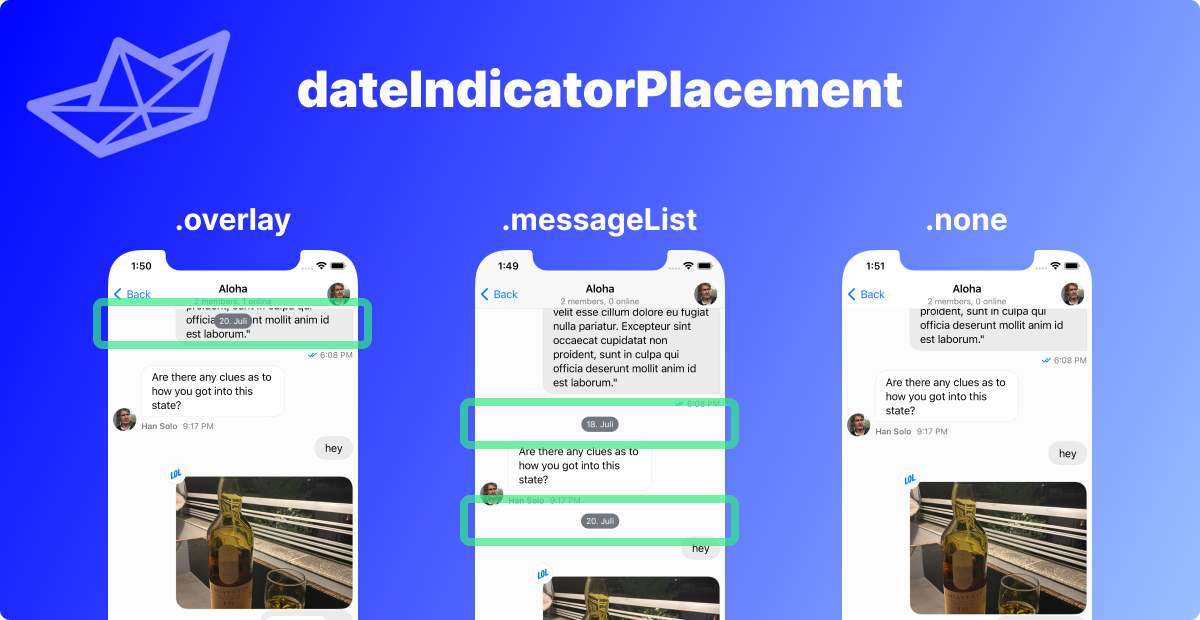 dateIndicatorPlacement
.overlay
1:50
Back
Aloha
2 members, 1 online
proident, sunt in culpa qui
officia deserunt mollit anim id
20. Juli
est laborum."
6:08 PM
Are there any clues as to
how you got into this
state?
Han Solo 9:17 PM
hey
LOL
.messageList
1:49
Back
Aloha
2 members, 0 online
velit esse cillum dolore eu fugiat
nulla pariatur. Excepteur sint
occaecat cupidatat non
proident, sunt in culpa qui
officia deserunt mollit anim id
est laborum."
6:08 PM
18. Juli
Are there any clues as to
how you got into this
state?
Han Solo 9:17 PM
20. Juli
hey
LOL
.none
1:51
Back
Aloha
2 members, 0 online
proident, sunt in culpa qui
officia deserunt mollit anim id
est laborum."
6:08 PM
Are there any clues as to
how you got into this
state?
Han Solo 9:17 PM
hey
LOL